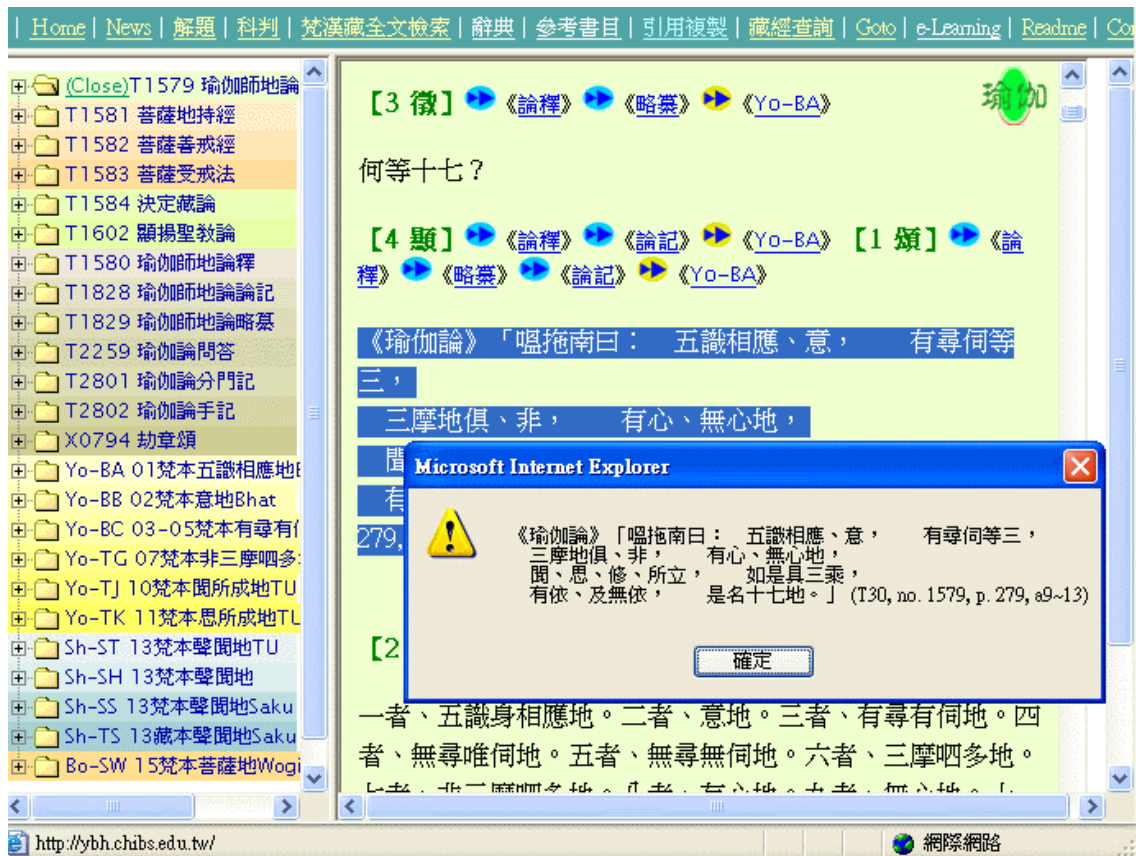 | Home | News | 解題 | 科判 | 梵漢藏全文檢索 | 辭典 | 參考書目 | 引用複製 | 藏經查詢 | Goto | e-Learning | Readme |
(Close)T1579 瑜伽師地論
T1581 菩薩地持經
T1582 菩薩善戒經
T1583 菩薩受戒法
T1584 決定藏論
T1602 顯揚聖教論
T1580 瑜伽師地論釋
T1828 瑜伽師地論論記
T1829 瑜伽師地論略纂
T2259 瑜伽論問答
T2801 瑜伽論分門記
T2802 瑜伽論手記
X0794 劫章頌
Yo-BA 01梵本五識相應地
Yo-BB 02梵本意地Bhat
Yo-BC 03-05梵本有尋有
Yo-TG 07梵本非三摩呬多
Yo-TJ 10梵本聞所成地TU
Yo-TK 11梵本思所成地TU
Sh-ST 13梵本聲聞地TU
Sh-SH 13梵本聲聞地
Sh-SS 13梵本聲聞地Saku
Sh-TS 13藏本聲聞地Saku
Bo-SW 15梵本菩薩地Wogi
瑜伽
【3 徵】 《論釋》 《略纂》 《Yo-BA》
何等十七？
【4 顯】 《論釋》 《論記》 《Yo-BA》 【1 頌】 《論
釋》 《略纂》 《論記》 《Yo-BA》
《瑜伽論》「嗢拖南曰： 五識相應、意， 有尋伺等
三，
三摩地俱、非， 有心、無心地，
聞
有
279,
Microsoft Internet Explorer
《瑜伽論》「嗢拖南曰： 五識相應、意， 有尋伺等三，
三摩地俱、非， 有心、無心地，
聞、思、修、所立， 如是具三乘，
有依、及無依， 是名十七地。」 (T30, no. 1579, p. 279, a9~13)
確定
【2
一者、五識身相應地。二者、意地。三者、有尋有伺地。四
者、無尋唯伺地。五者、無尋無伺地。六者、三摩呬多地。
http://ybh.chibs.edu.tw/
網際網路